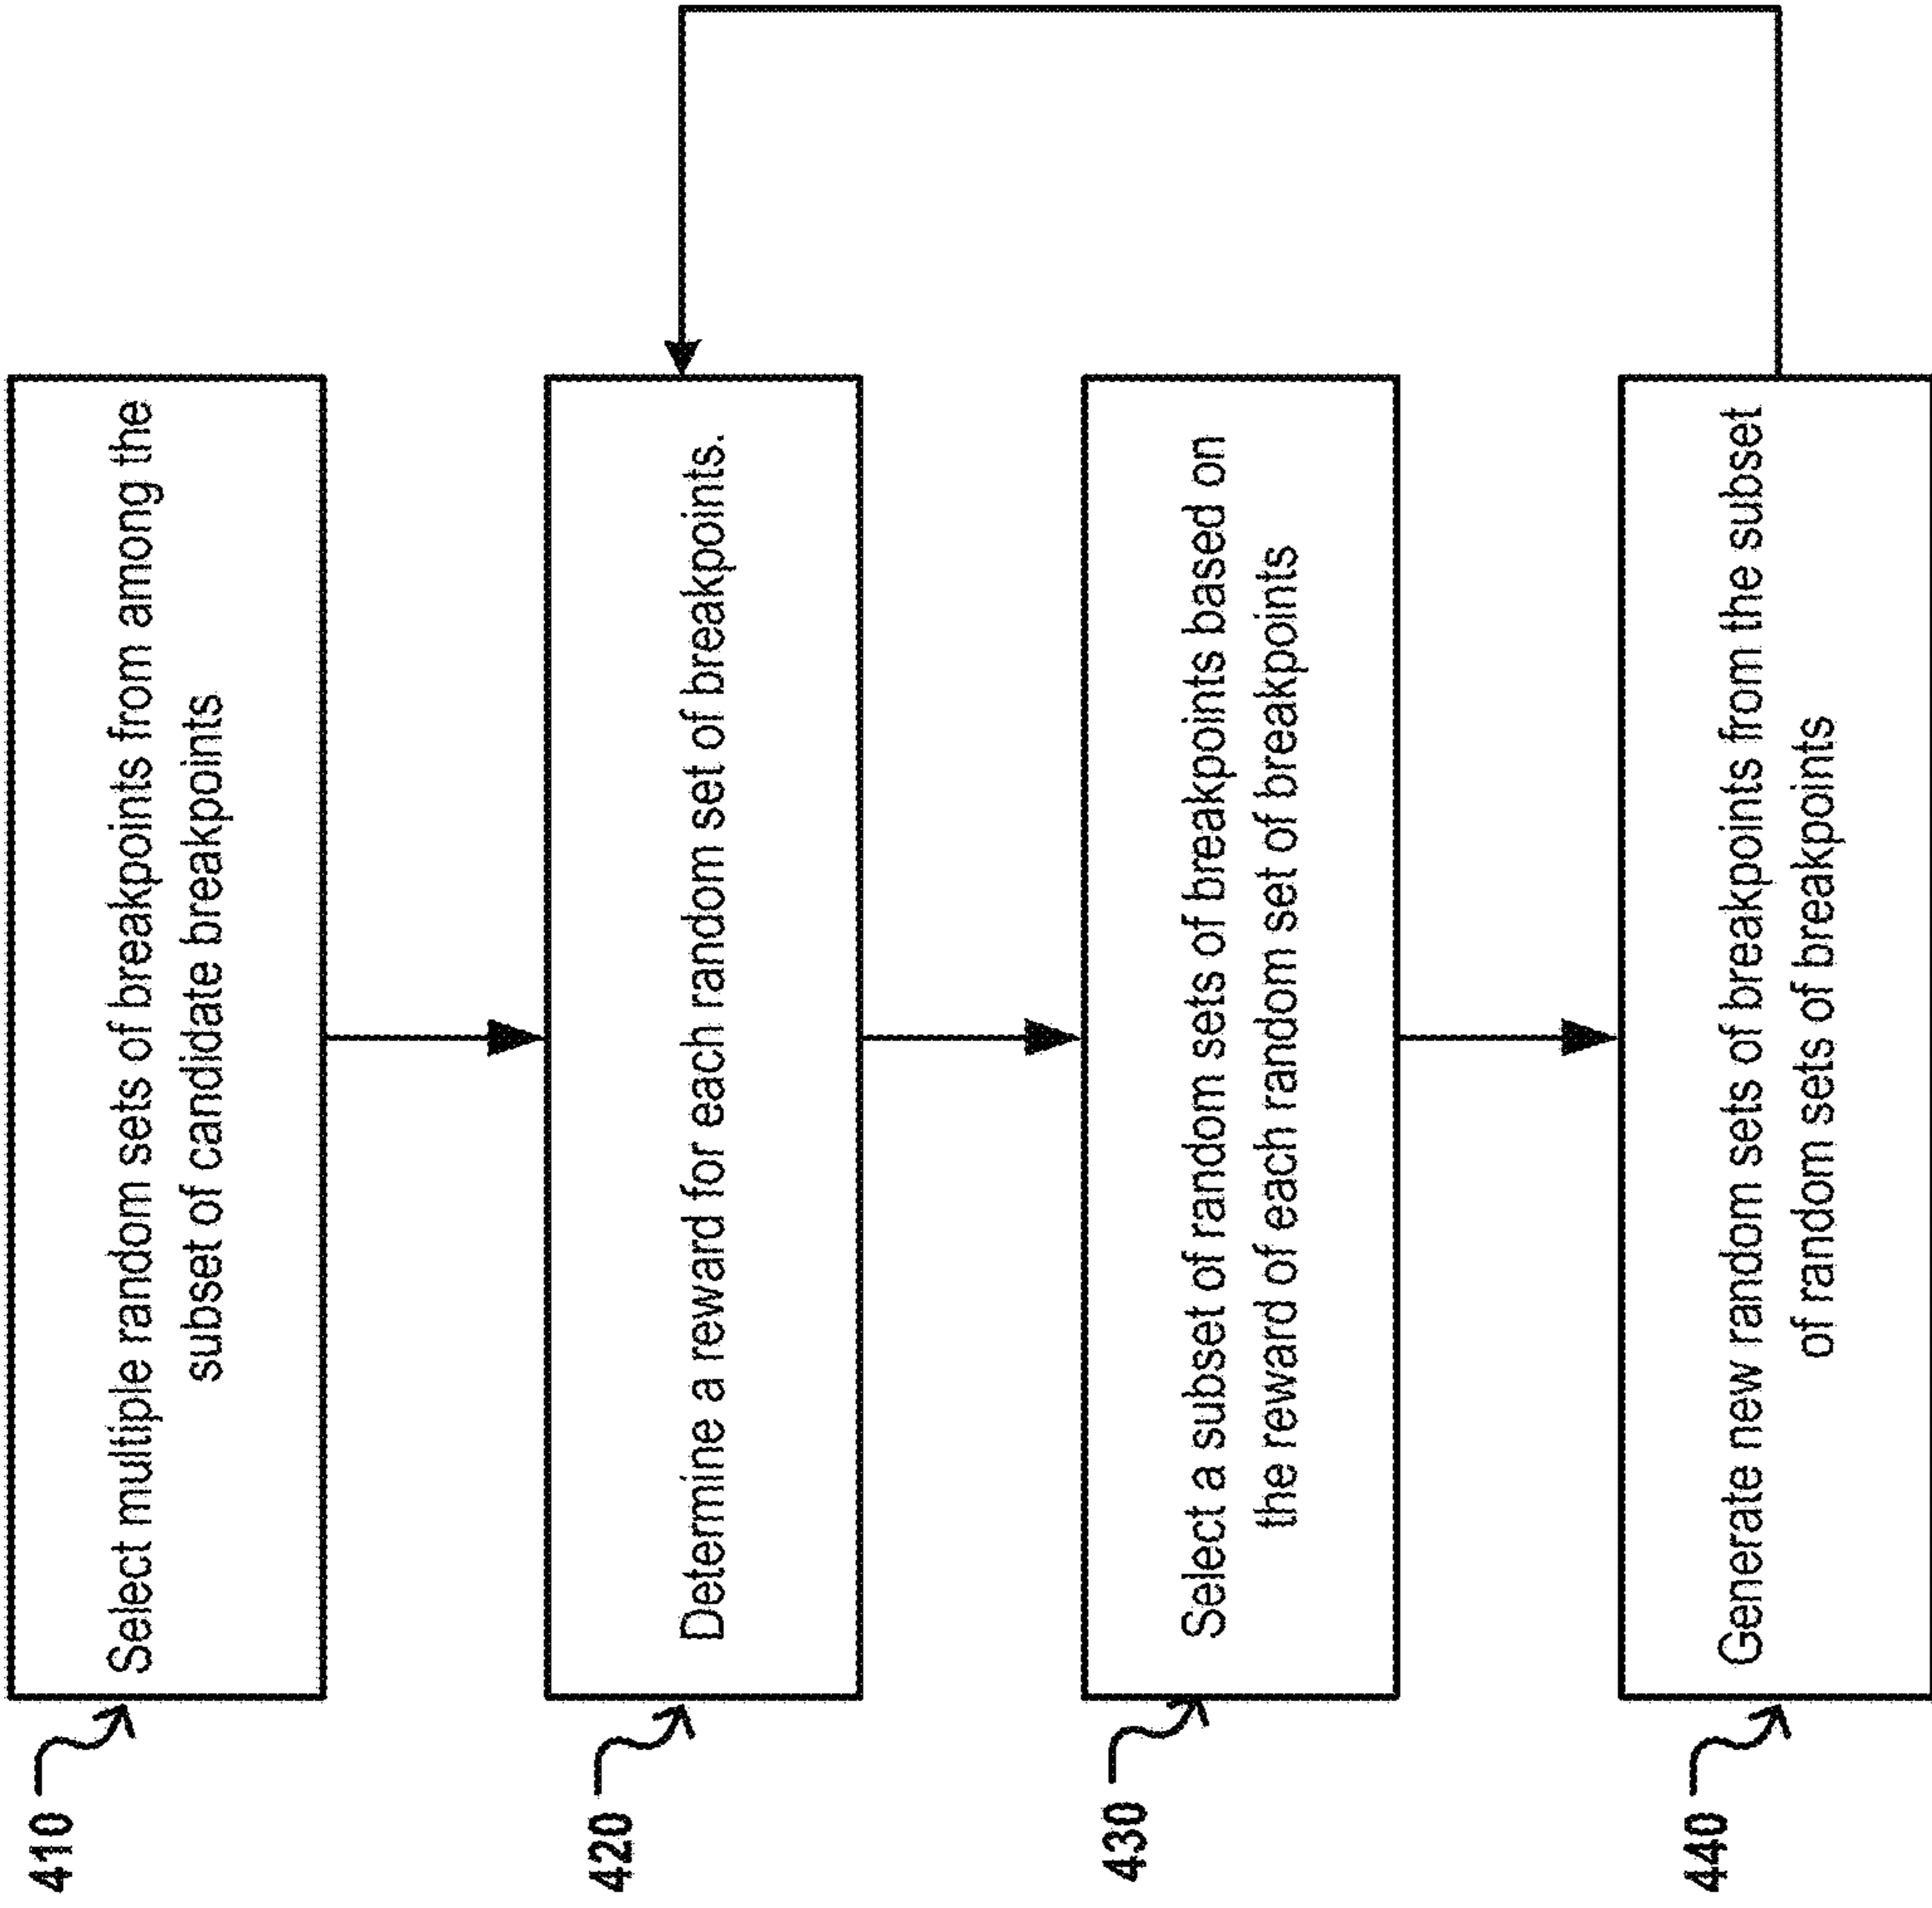 410
Select multiple random sets of breakpoints from among the
subset of candidate breakpoints
420
Determine a reward for each random set of breakpoints.
430
Select a subset of random sets of breakpoints based on
the reward of each random set of breakpoints
440
Generate new random sets of breakpoints from the subset
of random sets of breakpoints